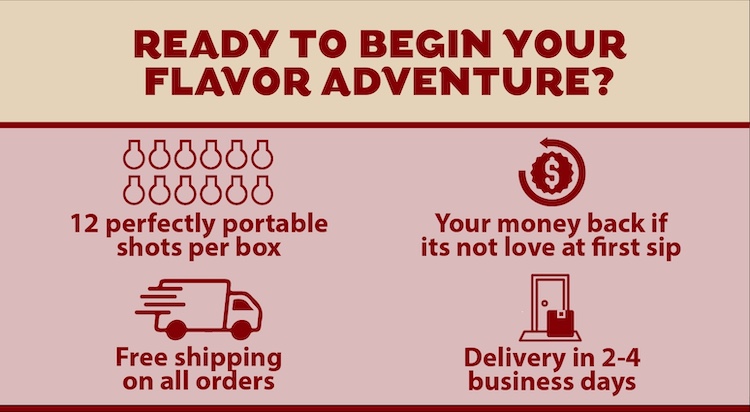 READY TO BEGIN YOUR
FLAVOR ADVENTURE?
12 perfectly portable
shots per box
Your money back if
its not love at first sip
Free shipping
on all orders
Delivery in 2-4
business days